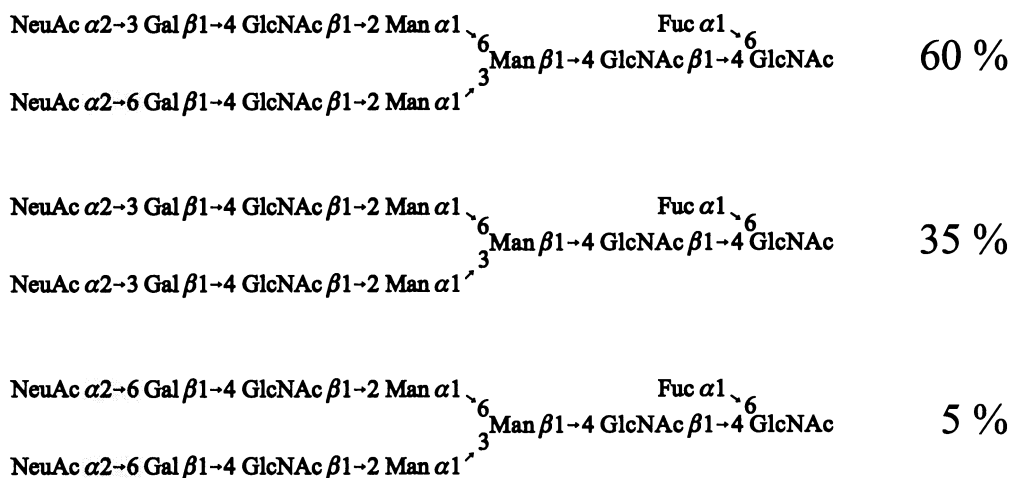 NeuAc α2→3 Gal β1→4 GlcNAc β1→2 Man α1↘ Fuc α1↘
6 6
Man β1→4 GlcNAc β1→4 GlcNAc 60 %
3
NeuAc α2→6 Gal β1→4 GlcNAc β1→2 Man α1↗
NeuAc α2→3 Gal β1→4 GlcNAc β1→2 Man α1↘ Fuc α1↘
6 6
Man β1→4 GlcNAc β1→4 GlcNAc 35 %
3
NeuAc α2→3 Gal β1→4 GlcNAc β1→2 Man α1↗
NeuAc α2→6 Gal β1→4 GlcNAc β1→2 Man α1↘ Fuc α1↘
6 6
Man β1→4 GlcNAc β1→4 GlcNAc 5 %
3
NeuAc α2→6 Gal β1→4 GlcNAc β1→2 Man α1↗